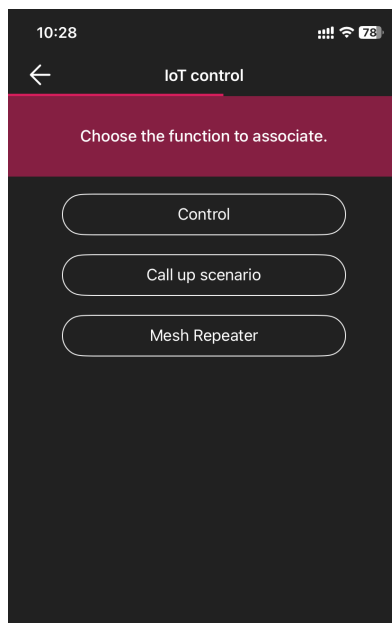 10:28
78
IoT control
Choose the function to associate.
Control
Call up scenario
Mesh Repeater